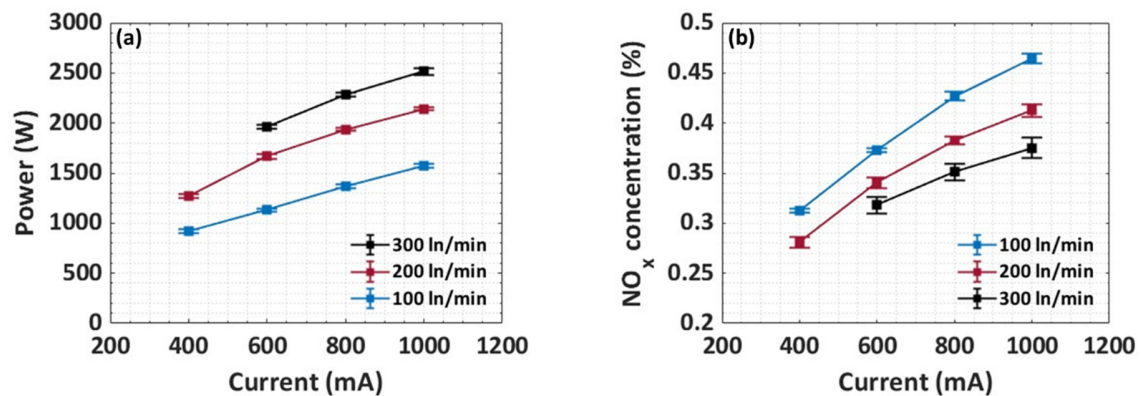 (a)
Power (W)
3000
2500
2000
1500
1000
500
0
300 ln/min
200 ln/min
100 ln/min
200 400 600 800 1000 1200
Current (mA)
(b)
NOx concentration (%)
0.5
0.45
0.4
0.35
0.3
0.25
0.2
100 ln/min
200 ln/min
300 ln/min
200 400 600 800 1000 1200
Current (mA)